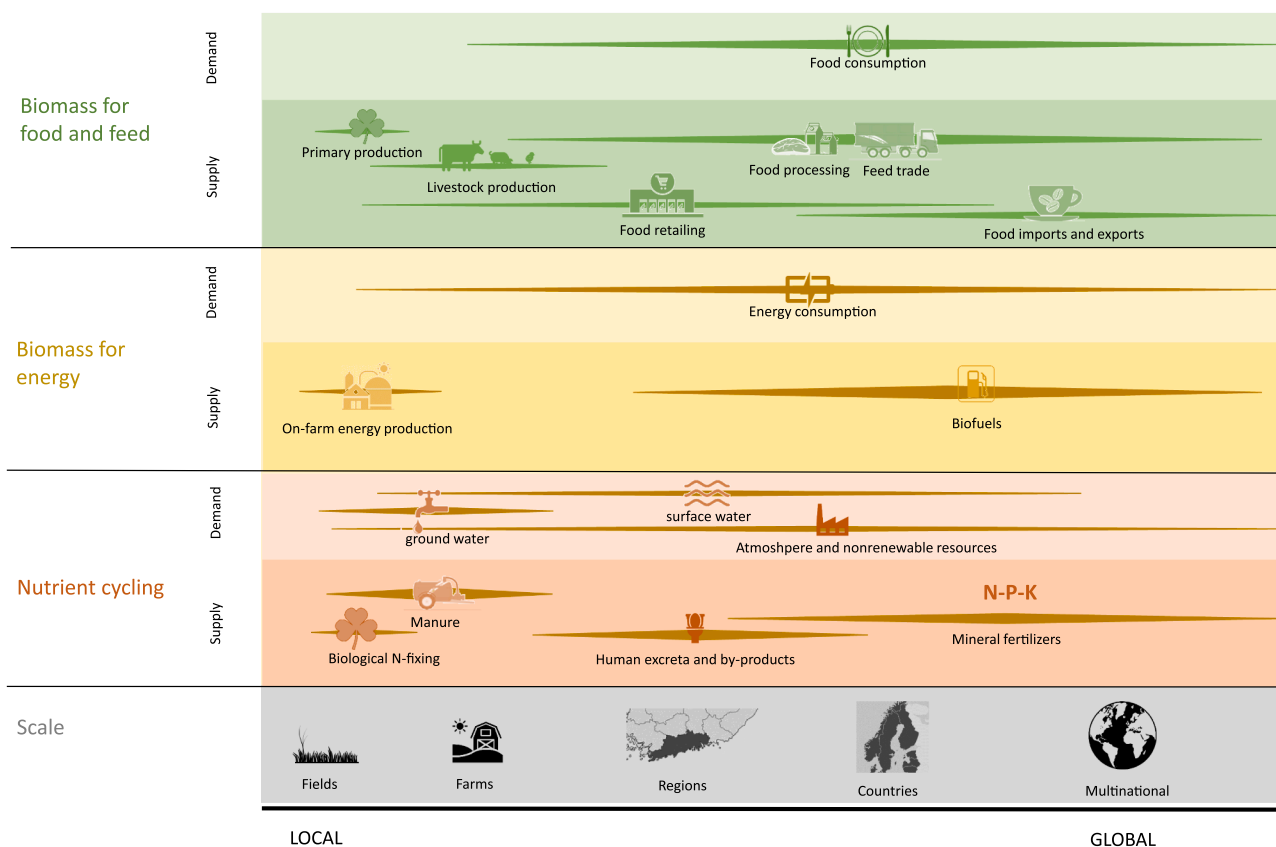 Biomass for
food and feed
Demand
Food consumption
Supply
Primary production
Livestock production
Food processing
Feed trade
Food retailing
Food imports and exports
Biomass for
energy
Demand
Energy consumption
Supply
On-farm energy production
Biofuels
Nutrient cycling
Demand
surface water
ground water
Atmoshpere and nonrenewable resources
Supply
N-P-K
Manure
Mineral fertilizers
Biological N-fixing
Human excreta and by-products
Scale
Fields
Farms
Regions
Countries
Multinational
LOCAL
GLOBAL